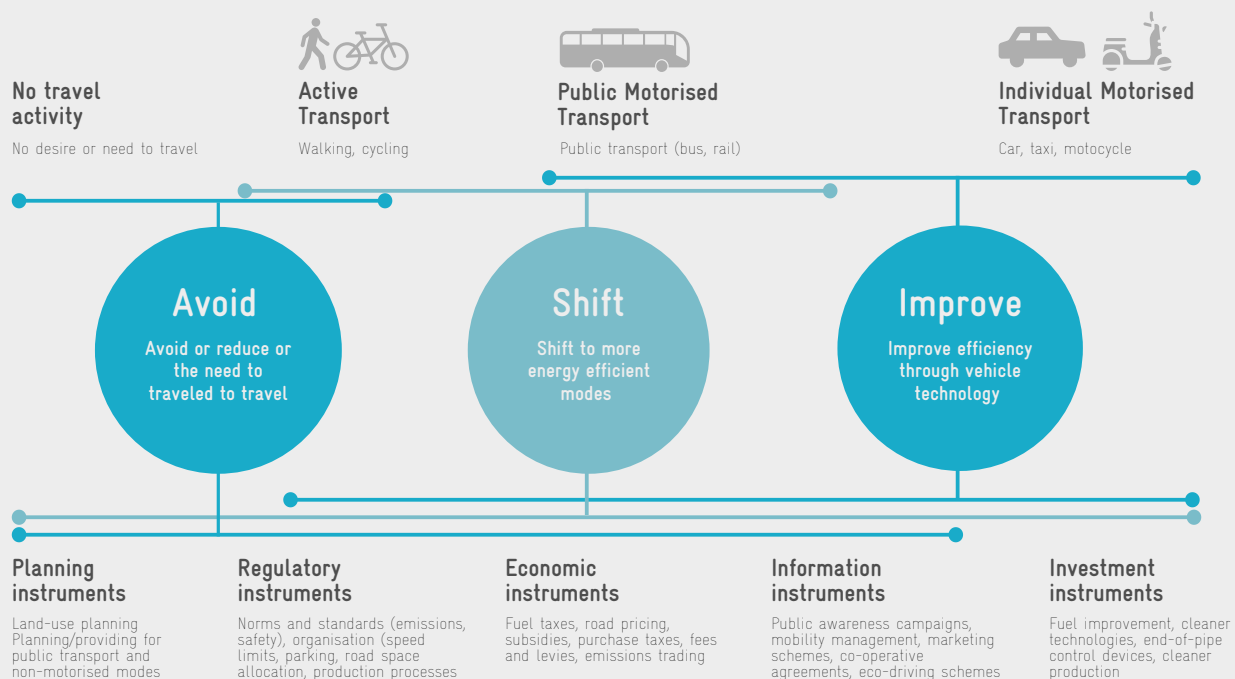 No travel
activity
No desire or need to travel
Active
Transport
Walking, cycling
Public Motorised
Transport
Public transport (bus, rail)
Individual Motorised
Transport
Car, taxi, motocycle
Avoid
Avoid or reduce or
the need to
traveled to travel
Shift
Shift to more
energy efficient
modes
Improve
Improve efficiency
through vehicle
technology
Planning
instruments
Land-use planning
Planning/providing for
public transport and
non-motorised modes
Regulatory
instruments
Norms and standards (emissions,
safety), organisation (speed
limits, parking, road space
allocation, production processes
Economic
instruments
Fuel taxes, road pricing,
subsidies, purchase taxes, fees
and levies, emissions trading
Information
instruments
Public awareness campaigns,
mobility management, marketing
schemes, co-operative
agreements, eco-driving schemes
Investment
instruments
Fuel improvement, cleaner
technologies, end-of-pipe
control devices, cleaner
production